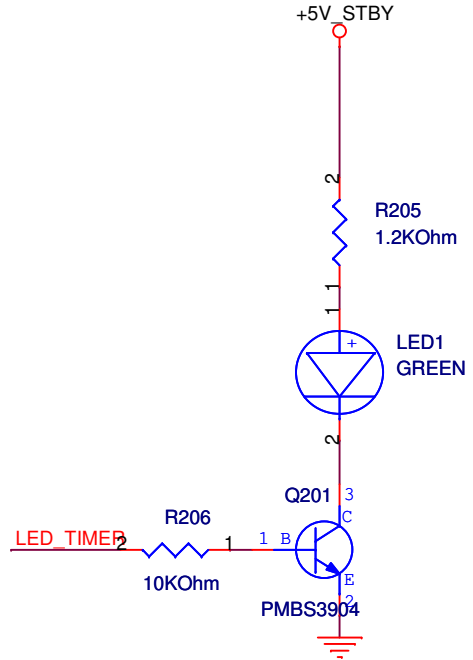 +5V_STBY
2
R205
1.2KOhm
1
1
+
LED1
GREEN
2
Q201
3
C
R206
LED_TIMER
2
1
1
B
10KOhm
E
PMBS3904
2